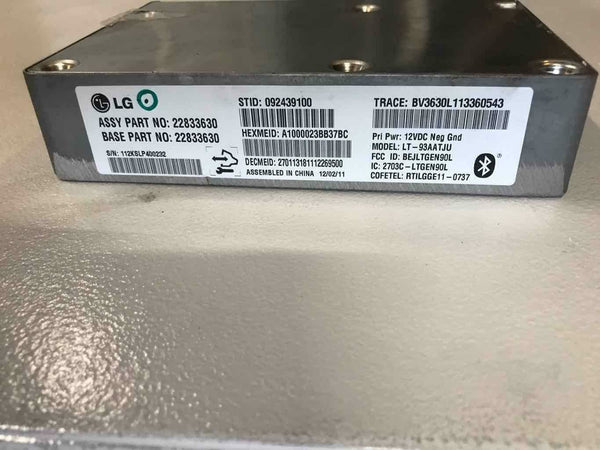 LG
ASSY PART NO: 22833630
BASE PART NO: 22833630
S/N: 112KSLP400232
STID: 092439100
HEXMEID: A1000023BB37BC
DECMEID: 270113181112269500
ASSEMBLED IN CHINA 12/02/11
TRACE: BV3630L113360543
Pri Pwr: 12VDC Neg Gnd
MODEL: LT-93AATJU
FCC ID: BEJLTGEN90L
IC: 2703C-LTGEN90L
COFETEL: RTILGGE11-0737